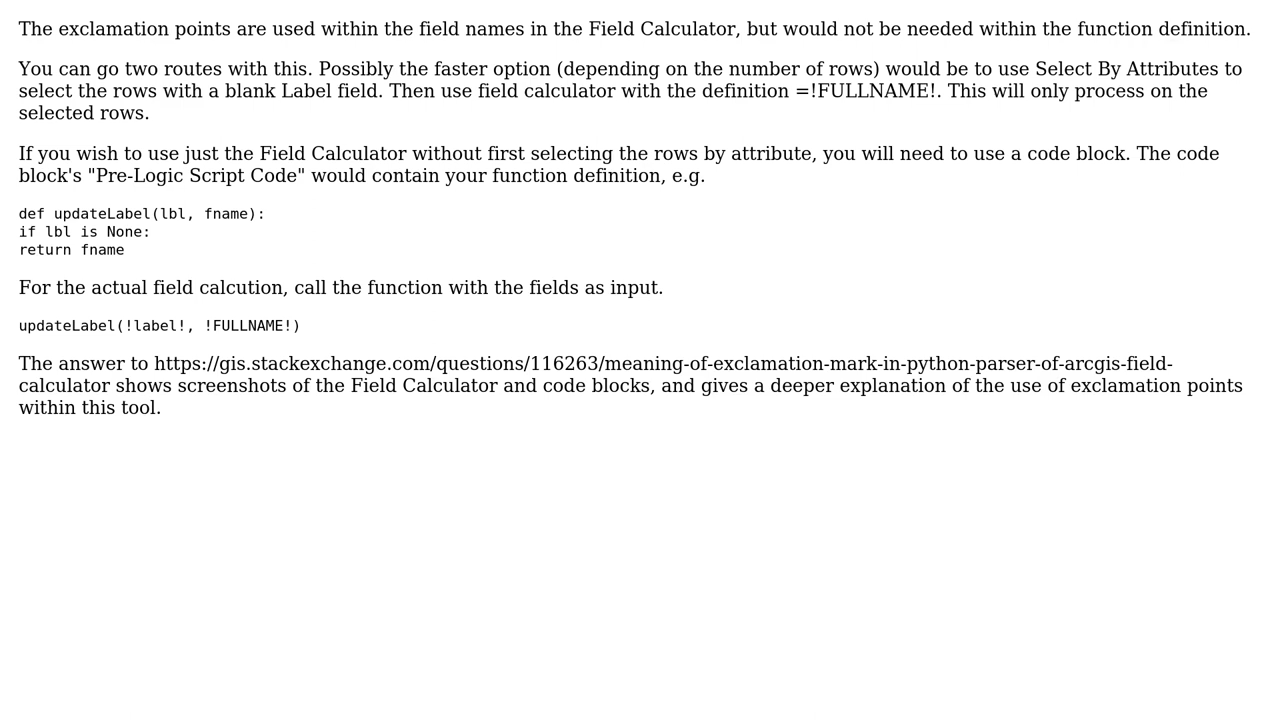 The exclamation points are used within the field names in the Field Calculator, but would not be needed within the function definition.
You can go two routes with this. Possibly the faster option (depending on the number of rows) would be to use Select By Attributes to
select the rows with a blank Label field. Then use field calculator with the definition =!FULLNAME!. This will only process on the
selected rows.
If you wish to use just the Field Calculator without first selecting the rows by attribute, you will need to use a code block. The code
block's "Pre-Logic Script Code" would contain your function definition, e.g.
def updateLabel(lbl, fname):
if lbl is None:
return fname
For the actual field calcution, call the function with the fields as input.
updateLabel(!label!, !FULLNAME!)
The answer to https://gis.stackexchange.com/questions/116263/meaning-of-exclamation-mark-in-python-parser-of-arcgis-field-
calculator shows screenshots of the Field Calculator and code blocks, and gives a deeper explanation of the use of exclamation points
within this tool.